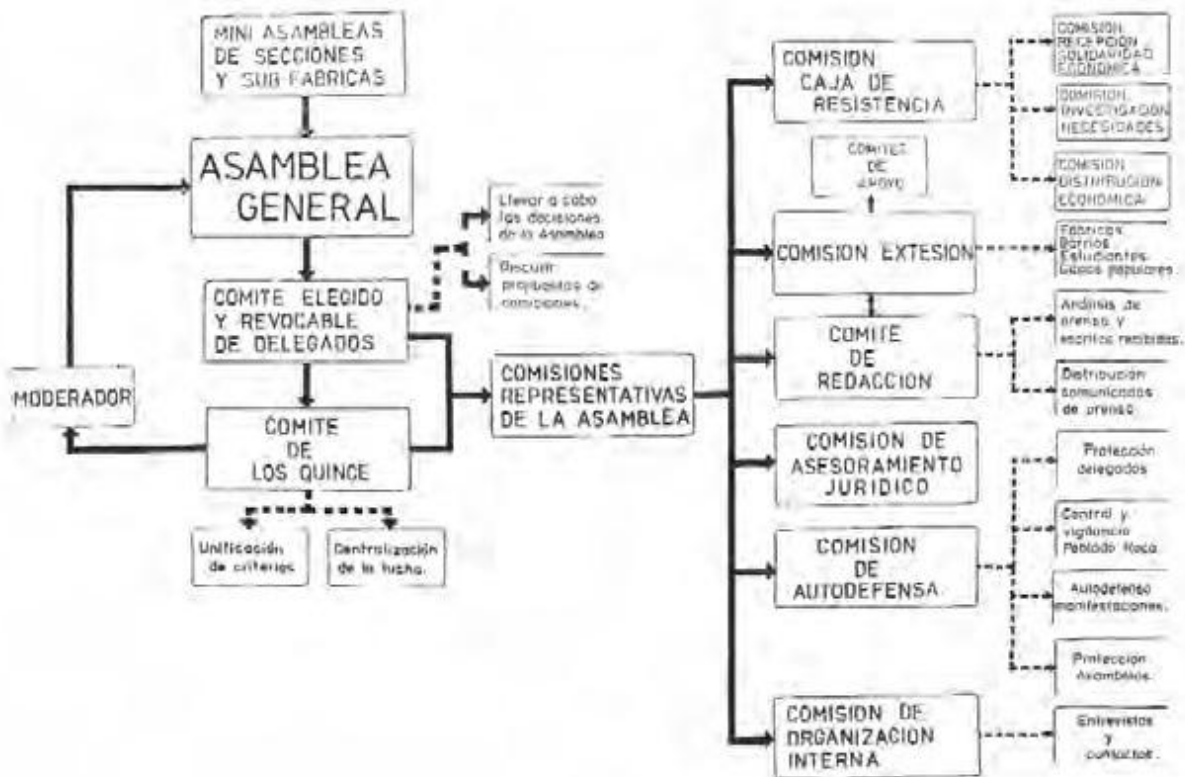 MINI ASAMBLEAS
DE SECCIONES
Y SUB-FABRICAS
ASAMBLEA
GENERAL
Llevar a cabo
las decisiones
de la Asamblea
Discutir
propuestas de
comisiones.
COMITE ELEGIDO
Y REVOCABLE
DE DELEGADOS
MODERADOR
COMITE
DE
LOS QUINCE
Unificación
de criterios
Centralización
de la lucha.
COMISIONES
REPRESENTATIVAS
DE LA ASAMBLEA
COMISION
CAJA DE
RESISTENCIA
COMISION
RECEPCION
SOLIDARIDAD
ECONOMICA
COMISION
INVESTIGACION
NECESIDADES
COMISION
DISTRIBUCION
ECONOMICA
COMITES
DE
APOYO
COMISION EXTESION
Fábricas
Barrios
Estudiantes
populares.
COMITE
DE
REDACCION
Análisis de
prensa y
escritos recibidos.
Distribución
comunicados
de prensa
COMISION DE
ASESORAMIENTO
JURIDICO
COMISION
DE
AUTODEFENSA
Protección
delegados
Control y
vigilancia
Poblado Roca.
Autodefensa
manifestaciones.
Protección
Asambleas
COMISION DE
ORGANIZACION
INTERNA
Entrevistas
y
contactos.